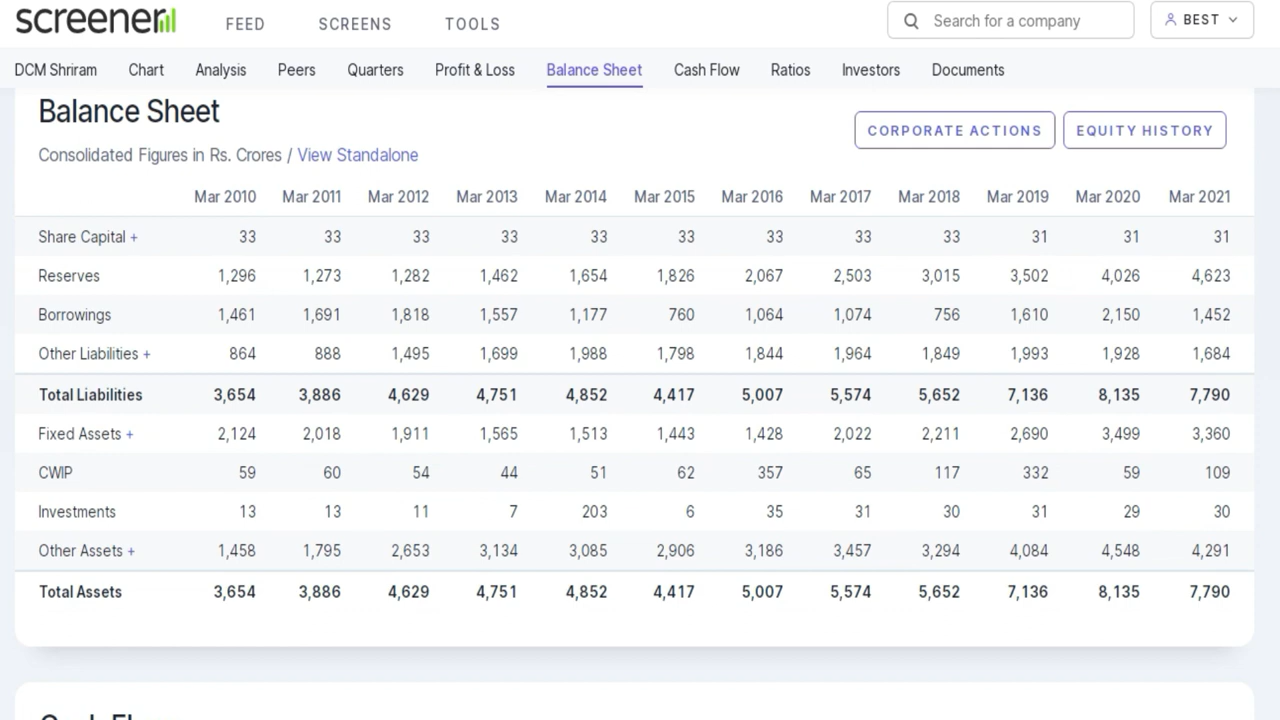 screener FEED SCREENS TOOLS Search for a company BEST
DCM Shriram Chart Analysis Peers Quarters Profit & Loss Balance Sheet Cash Flow Ratios Investors Documents
Balance Sheet
CORPORATE ACTIONS EQUITY HISTORY
Consolidated Figures in Rs. Crores / View Standalone
Mar 2010 Mar 2011 Mar 2012 Mar 2013 Mar 2014 Mar 2015 Mar 2016 Mar 2017 Mar 2018 Mar 2019 Mar 2020 Mar 2021
Share Capital + 33 33 33 33 33 33 33 33 33 31 31 31
Reserves 1,296 1,273 1,282 1,462 1,654 1,826 2,067 2,503 3,015 3,502 4,026 4,623
Borrowings 1,461 1,691 1,818 1,557 1,177 760 1,064 1,074 756 1,610 2,150 1,452
Other Liabilities + 864 888 1,495 1,699 1,988 1,798 1,844 1,964 1,849 1,993 1,928 1,684
Total Liabilities 3,654 3,886 4,629 4,751 4,852 4,417 5,007 5,574 5,652 7,136 8,135 7,790
Fixed Assets + 2,124 2,018 1,911 1,565 1,513 1,443 1,428 2,022 2,211 2,690 3,499 3,360
CWIP 59 60 54 44 51 62 357 65 117 332 59 109
Investments 13 13 11 7 203 6 35 31 30 31 29 30
Other Assets + 1,458 1,795 2,653 3,134 3,085 2,906 3,186 3,457 3,294 4,084 4,548 4,291
Total Assets 3,654 3,886 4,629 4,751 4,852 4,417 5,007 5,574 5,652 7,136 8,135 7,790